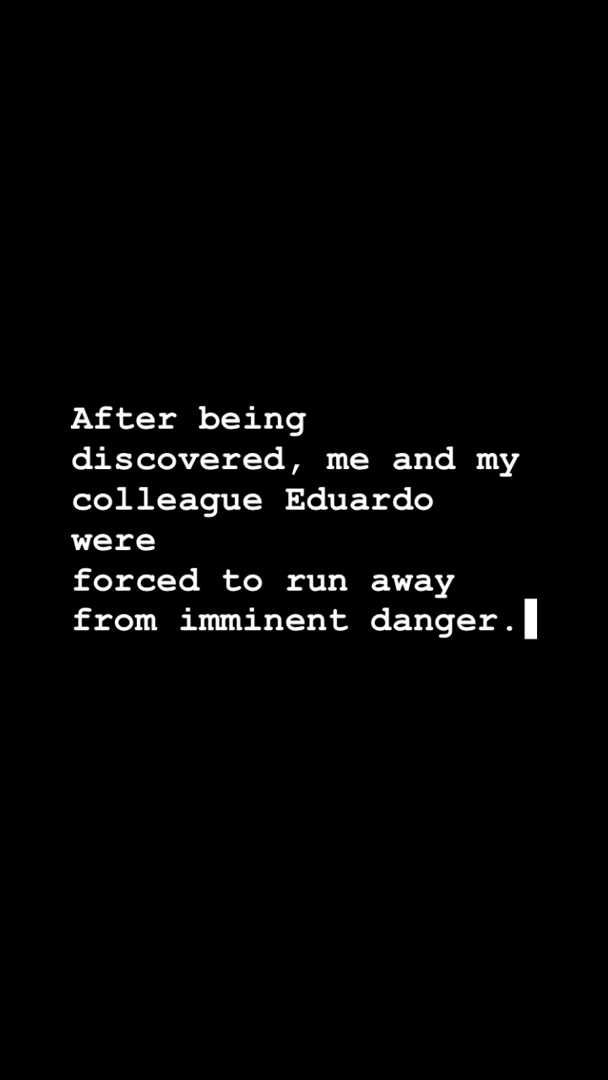 After being
discovered, me and my
colleague Eduardo
were
forced to run away
from imminent danger.